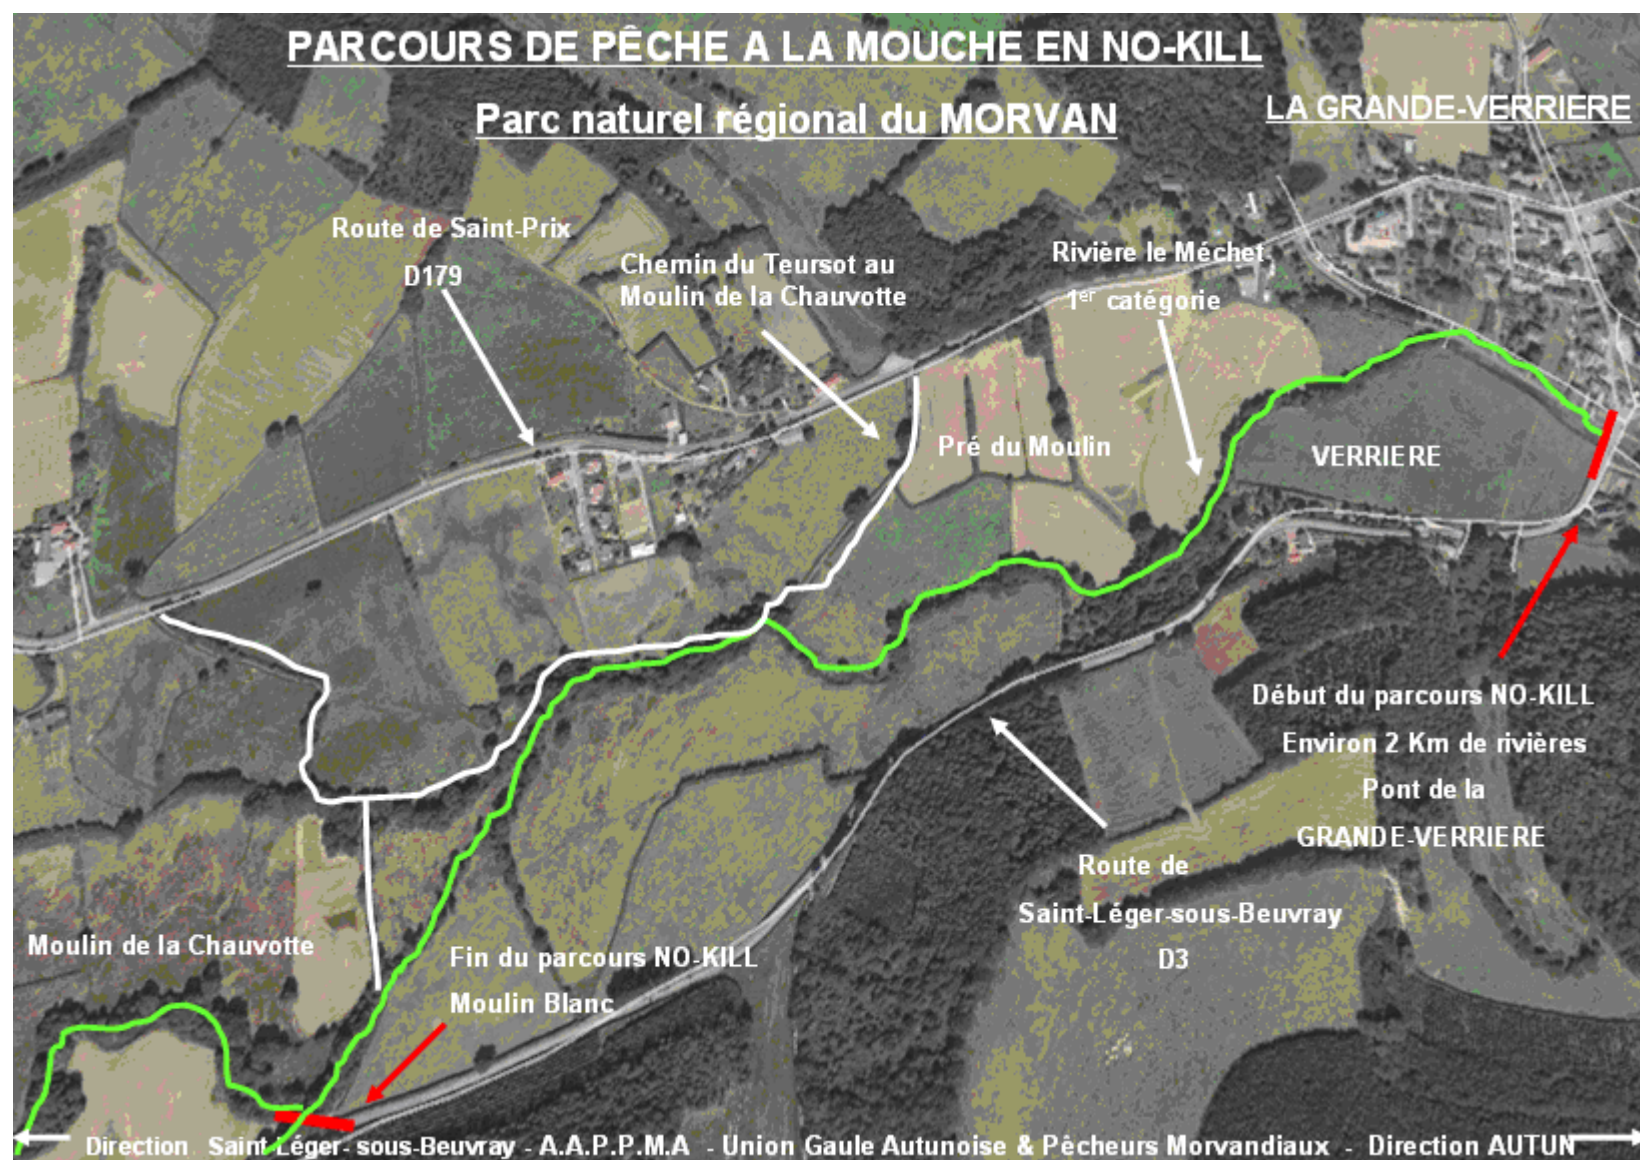 PARCOURS DE PÊCHE A LA MOUCHE EN NO-KILL
Parc naturel régional du MORVAN
LA GRANDE-VERRIERE
Route de Saint-Prix
D179
Chemin du Teursot au
Moulin de la Chauvotte
Rivière le Méchet
1er catégorie
Pré du Moulin
VERRIERE
Début du parcours NO-KILL
Environ 2 Km de rivières
Pont de la
GRANDE-VERRIERE
Route de
Saint-Léger-sous-Beuvray
D3
Moulin de la Chauvotte
Fin du parcours NO-KILL
Moulin Blanc
Direction Saint-Léger- sous-Beuvray - A.A.P.P.M.A - Union Gaule Autunoise & Pêcheurs Morvandiaux - Direction AUTUN